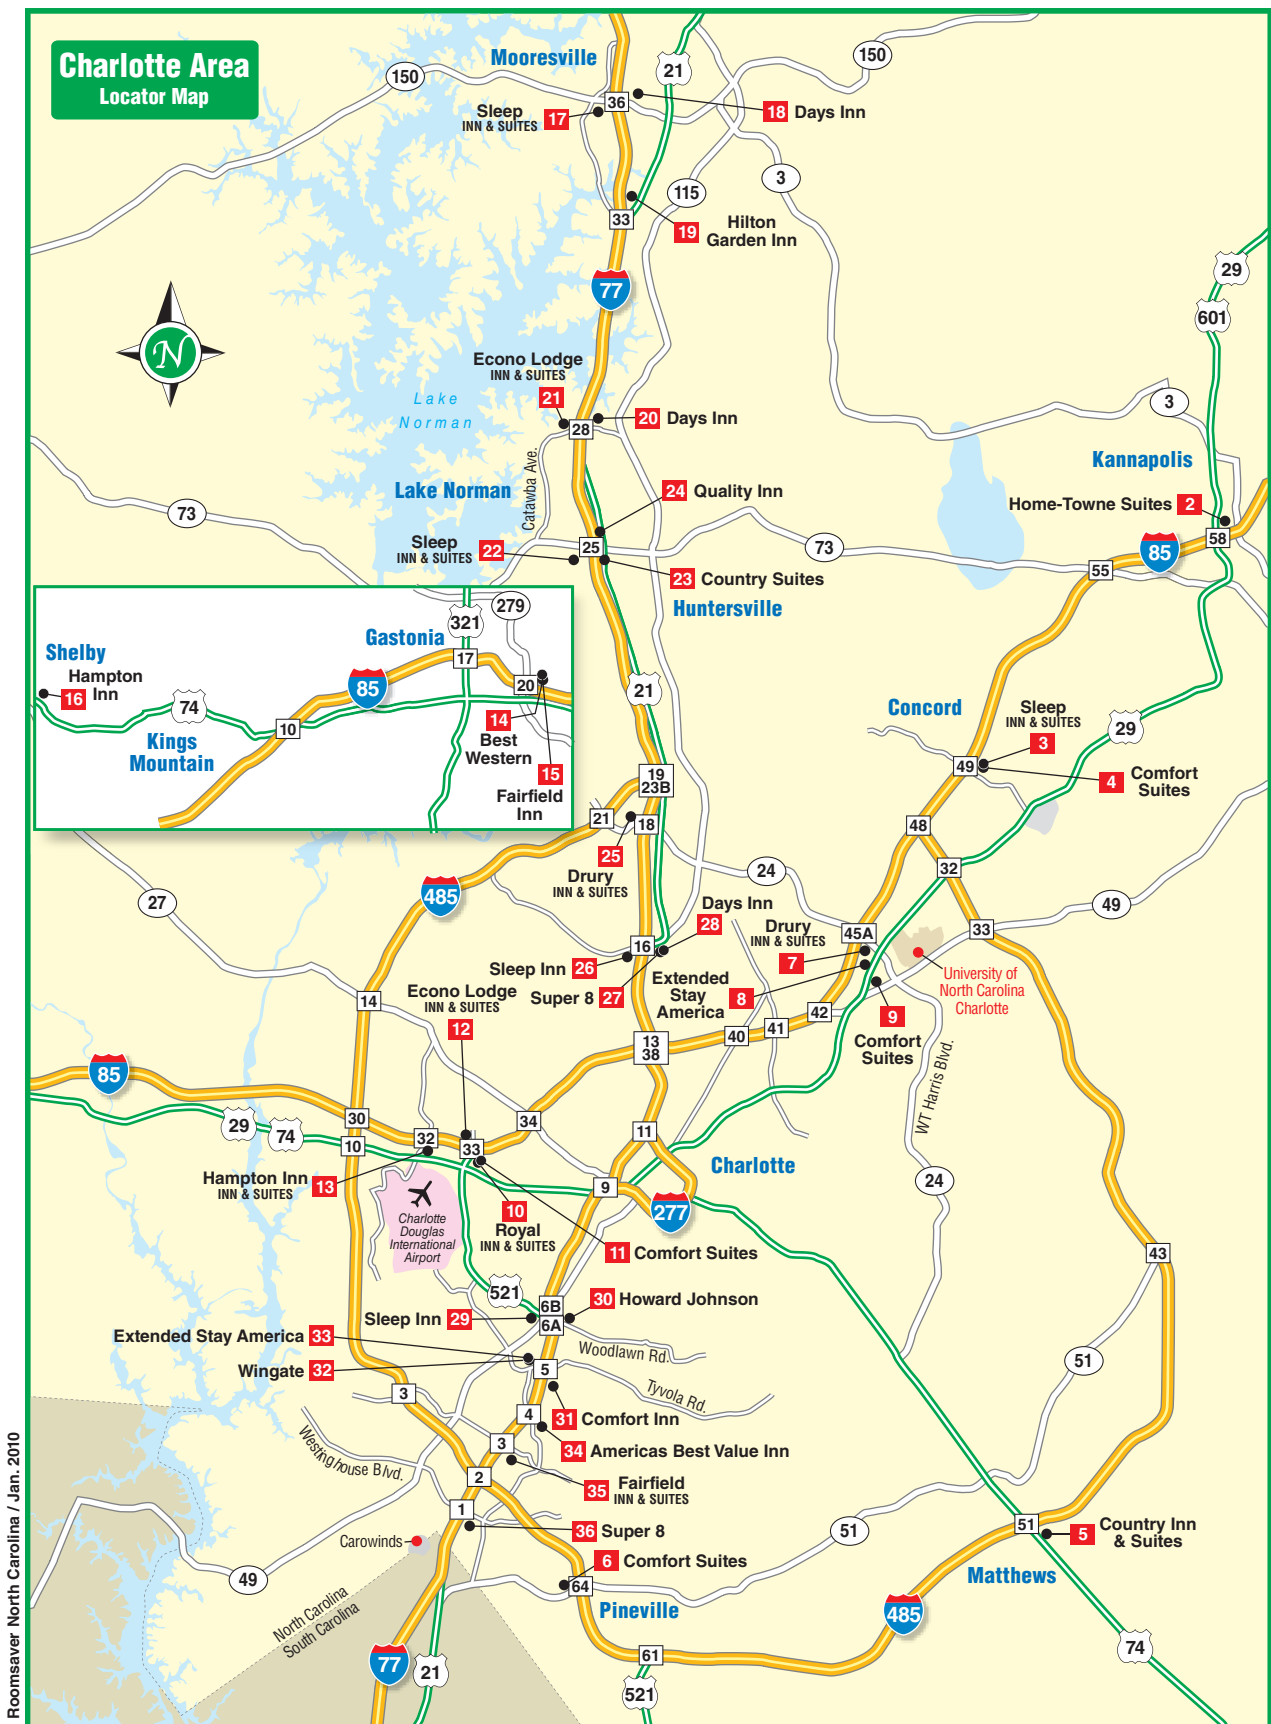 Charlotte Area
Locator Map
Mooresville
150
21
150
36
Sleep
INN & SUITES
17
18 Days Inn
3
115
33
19
Hilton
Garden Inn
77
29
601
N
Econo Lodge
INN & SUITES
21
Lake
Norman
28
20 Days Inn
3
Kannapolis
Lake Norman
Catawba Ave.
24 Quality Inn
Home-Towne Suites 2
73
58
Sleep
INN & SUITES
22
25
73
85
55
23 Country Suites
Huntersville
279
321
Gastonia
Shelby
Hampton
Inn
16
17
85
20
74
10
Kings
Mountain
14
Best
Western
15
Fairfield
Inn
21
Concord
Sleep
INN & SUITES
3
29
49
4
Comfort
Suites
19
23B
21
18
48
25
Drury
INN & SUITES
24
32
485
27
49
Days Inn
28
Drury
INN & SUITES
7
45A
33
16
Sleep Inn 26
Super 8 27
Extended
Stay
America
8
University of
North Carolina
Charlotte
Econo Lodge
INN & SUITES
12
14
42
9
Comfort
Suites
41
40
13
38
WT Harris Blvd.
85
29
74
30
10
32
33
34
11
Charlotte
Hampton Inn
INN & SUITES
13
9
24
Charlotte
Douglas
International
Airport
10
Royal
INN & SUITES
277
11 Comfort Suites
43
521
6B
6A
30 Howard Johnson
Sleep Inn 29
Extended Stay America 33
Woodlawn Rd.
Wingate 32
5
51
Tyvola Rd.
3
4
31 Comfort Inn
3
34 Americas Best Value Inn
Westinghouse Blvd.
2
35
Fairfield
INN & SUITES
1
36 Super 8
51
51
5
Country Inn
& Suites
Carowinds
6 Comfort Suites
64
Matthews
49
Pineville
North Carolina
South Carolina
485
74
61
77
21
521
Roomsaver North Carolina / Jan. 2010